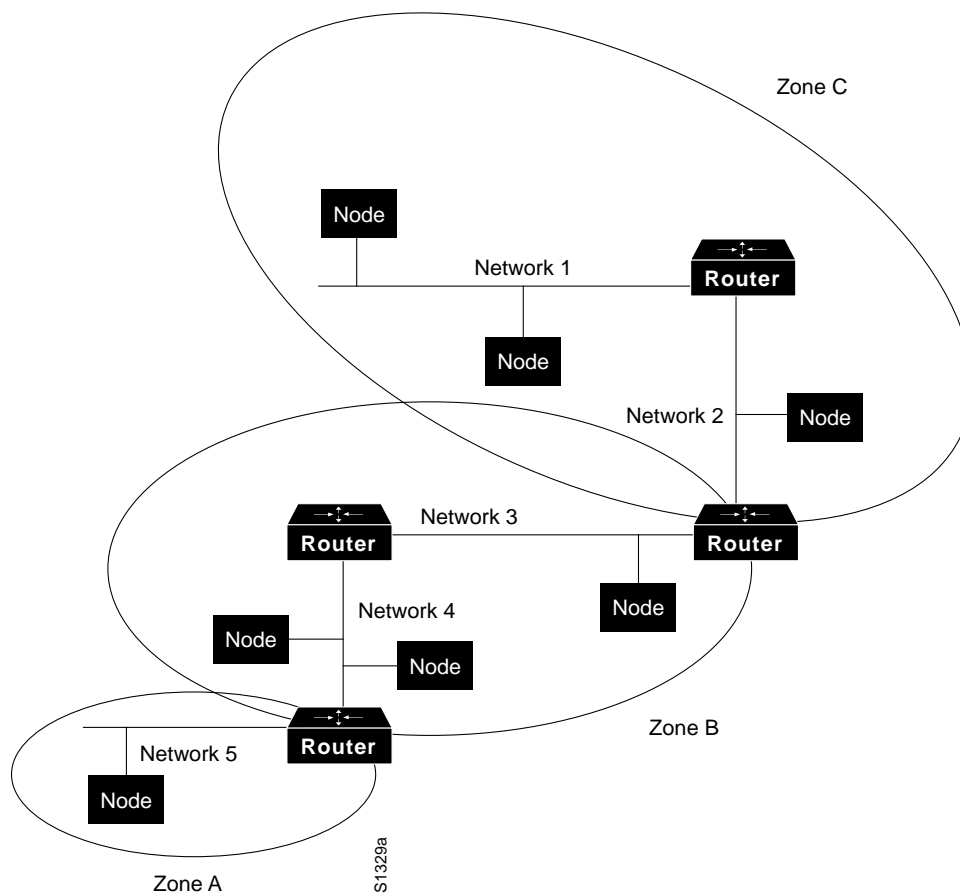 Zone C
Node
Network 1
Router
Node
Network 2
Node
Network 3
Router
Router
Node
Network 4
Node
Node
Router
Zone B
Network 5
Node
Zone A
S1329a